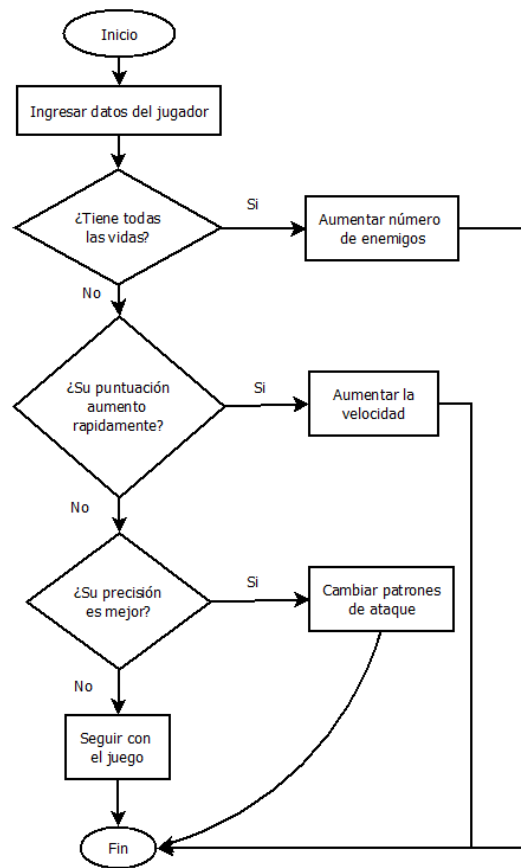 Inicio
Ingresar datos del jugador
¿Tiene todas
las vidas?
Si
Aumentar número
de enemigos
No
¿Su puntuación
aumento
rapidamente?
Si
Aumentar la
velocidad
No
¿Su precisión
es mejor?
Si
Cambiar patrones
de ataque
No
Seguir con
el juego
Fin